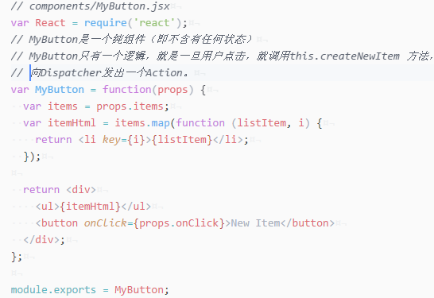 // components/MyButton.jsx
var React = require('react');
// MyButton是一个纯组件（即不含有任何状态）
// MyButton只有一个逻辑，就是一旦用户点击，就调用this.createNewItem 方法，
// 向Dispatcher发出一个Action。
var MyButton = function(props) {
  var items = props.items;
  var itemHtml = items.map(function (listItem, i) {
    return <li key={i}>{listItem}</li>;
  });

  return <div>
    <ul>{itemHtml}</ul>
    <button onClick={props.onClick}>New Item</button>
  </div>;
};

module.exports = MyButton;